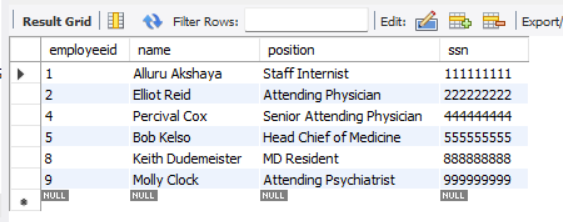 Result Grid Filter Rows: Edit: Export/
employeeid name position ssn
1 Alluru Akshaya Staff Internist 111111111
2 Elliot Reid Attending Physician 222222222
4 Percival Cox Senior Attending Physician 444444444
5 Bob Kelso Head Chief of Medicine 555555555
8 Keith Dudemeister MD Resident 888888888
9 Molly Clock Attending Psychiatrist 999999999
NULL NULL NULL NULL